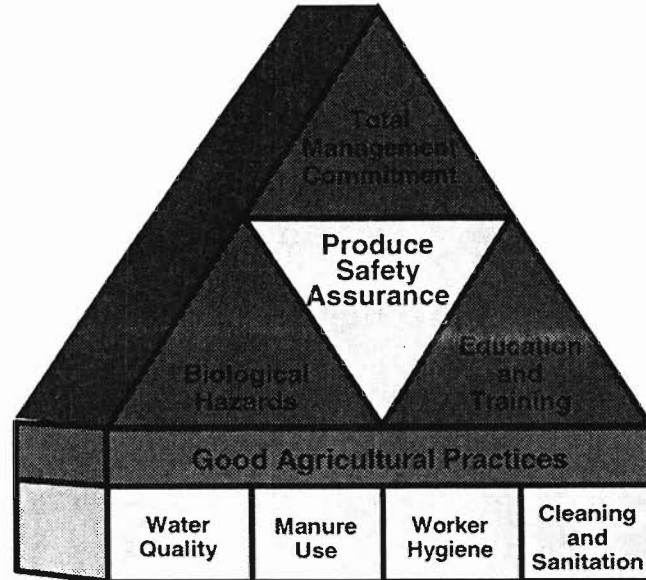 Total
Management
Commitment
Produce
Safety
Assurance
Biological
Hazards
Education
and
Training
Good Agricultural Practices
Water
Quality
Manure
Use
Worker
Hygiene
Cleaning
and
Sanitation